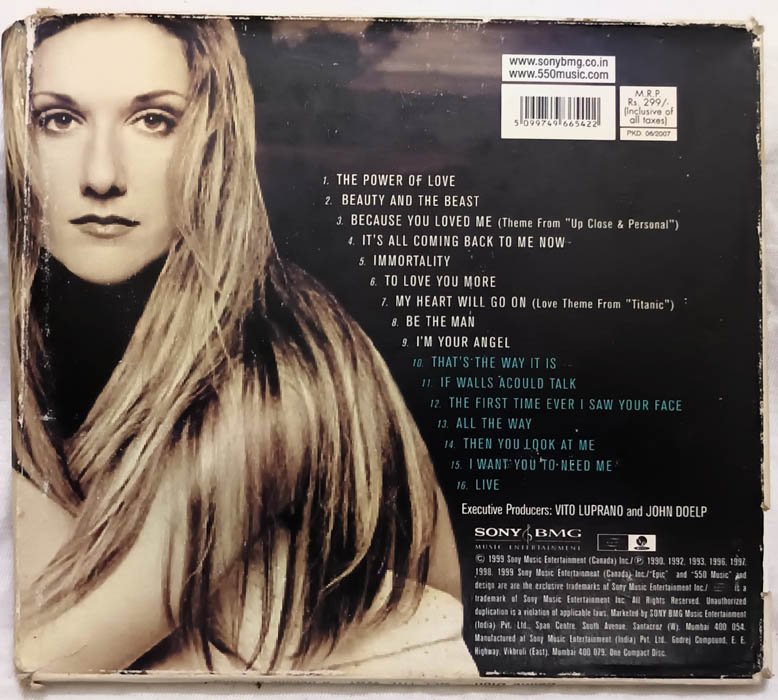 www.sonybmg.co.in
www.550music.com
5 099749 665422
M.R.P.
Rs. 299/-
(Inclusive of
all taxes)
PKD 06/2007
1. THE POWER OF LOVE
2. BEAUTY AND THE BEAST
3. BECAUSE YOU LOVED ME (Theme From "Up Close & Personal")
4. IT'S ALL COMING BACK TO ME NOW
5. IMMORTALITY
6. TO LOVE YOU MORE
7. MY HEART WILL GO ON (Love Theme From "Titanic")
8. BE THE MAN
9. I'M YOUR ANGEL
10. THAT'S THE WAY IT IS
11. IF WALLS ACOULD TALK
12. THE FIRST TIME EVER I SAW YOUR FACE
13. ALL THE WAY
14. THEN YOU LOOK AT ME
15. I WANT YOU TO NEED ME
16. LIVE
Executive Producers: VITO LUPRANO and JOHN DOELP
SONY BMG
MUSIC ENTERTAINMENT
© 1999 Sony Music Entertainment (Canada) Inc./℗ 1990, 1992, 1993, 1996, 1997,
1998, 1999 Sony Music Entertainment (Canada) Inc./"Epic" and "550 Music" and
design are are the exclusive trademarks of Sony Music Entertainment Inc./ is a
trademark of Sony Music Entertainment Inc. All Rights Reserved. Unauthorized
duplication is a violation of applicable laws. Marketed by SONY BMG Music Entertainment
(India) Pvt. Ltd., Span Centre, South Avenue, Santacruz (W), Mumbai 400 054.
Manufactured at Sony Music Entertainment (India) Pvt. Ltd. Godrej Compound, E. E.
Highway, Vikhroli (East), Mumbai 400 079. One Compact Disc.